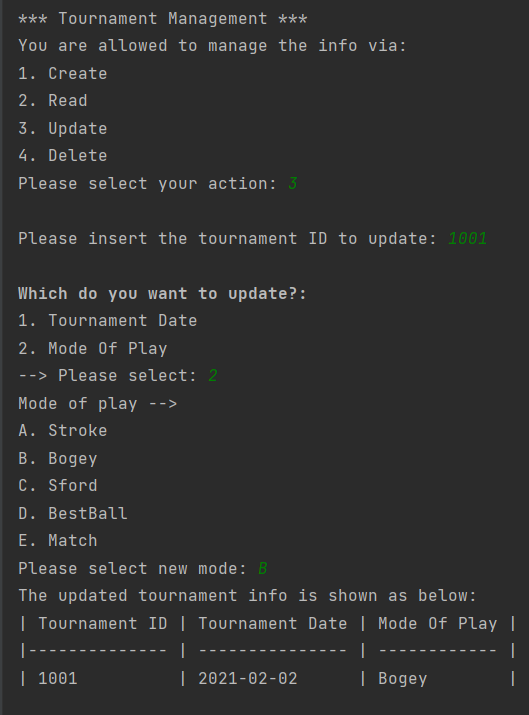 *** Tournament Management ***
You are allowed to manage the info via:
1. Create
2. Read
3. Update
4. Delete
Please select your action: 3
Please insert the tournament ID to update: 1001
Which do you want to update?:
1. Tournament Date
2. Mode Of Play
--> Please select: 2
Mode of play -->
A. Stroke
B. Bogey
C. Sford
D. BestBall
E. Match
Please select new mode: B
The updated tournament info is shown as below:
| Tournament ID | Tournament Date | Mode Of Play |
|-------------- | --------------- | ------------ |
| 1001          | 2021-02-02      | Bogey        |